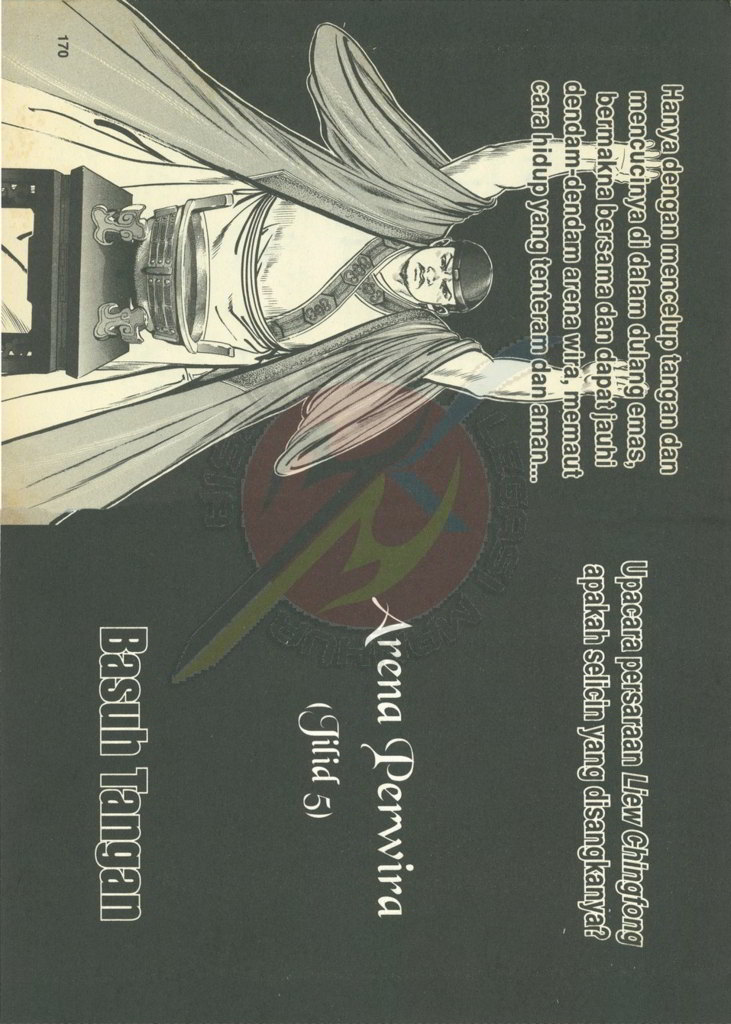 Hanya dengan mencelup tangan dan
mencucinya di dalam dulang emas,
bermakna bersama dan dapat jauhi
dendam-dendam arena wira, memaut
cara hidup yang tenteram dan aman...
Upacara persaraan Liew Chingfong
apakah selicin yang disangkanya?
Arena Perwira
(Jilid 5)
Basuh Tangan
170